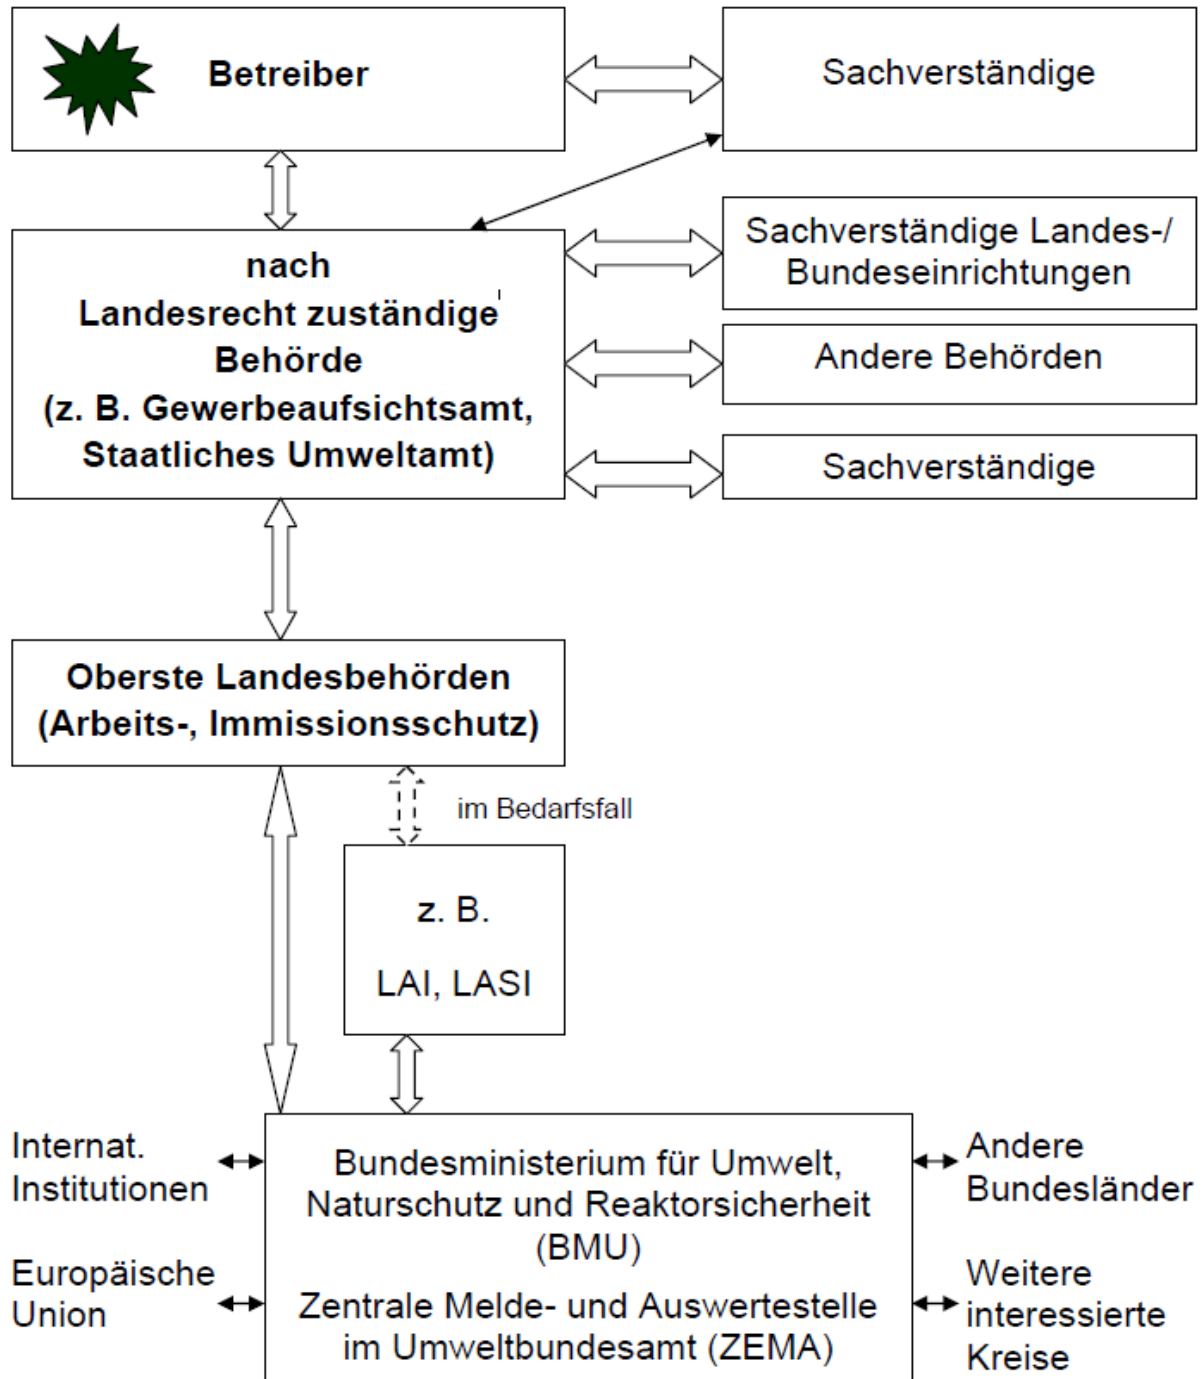 Betreiber
Sachverständige
nach
Landesrecht zuständige
Behörde
(z. B. Gewerbeaufsichtsamt,
Staatliches Umweltamt)
Sachverständige Landes-/
Bundeseinrichtungen
Andere Behörden
Sachverständige
Oberste Landesbehörden
(Arbeits-, Immissionsschutz)
im Bedarfsfall
z. B.
LAI, LASI
Internat.
Institutionen
Europäische
Union
Bundesministerium für Umwelt,
Naturschutz und Reaktorsicherheit
(BMU)
Zentrale Melde- und Auswertestelle
im Umweltbundesamt (ZEMA)
Andere
Bundesländer
Weitere
interessierte
Kreise